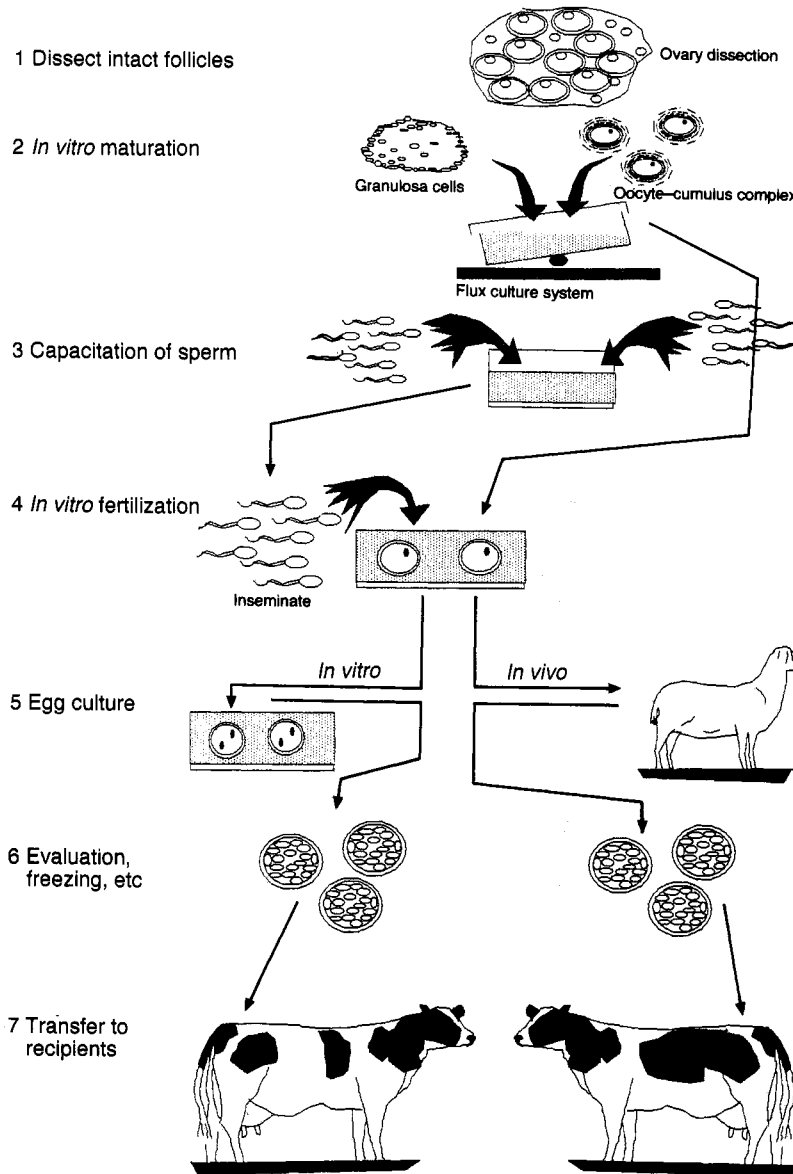 1 Dissect intact follicles
Ovary dissection
2 In vitro maturation
Granulosa cells
Oocyte–cumulus complex
Flux culture system
3 Capacitation of sperm
4 In vitro fertilization
Inseminate
In vitro
In vivo
5 Egg culture
6 Evaluation,
freezing, etc
7 Transfer to
recipients